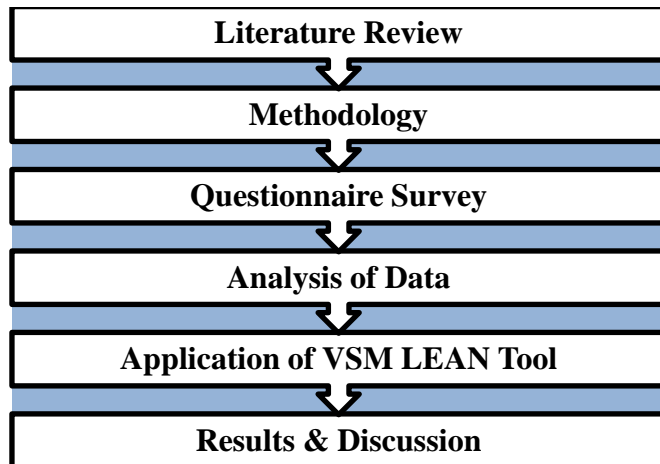 Literature Review
Methodology
Questionnaire Survey
Analysis of Data
Application of VSM LEAN Tool
Results & Discussion